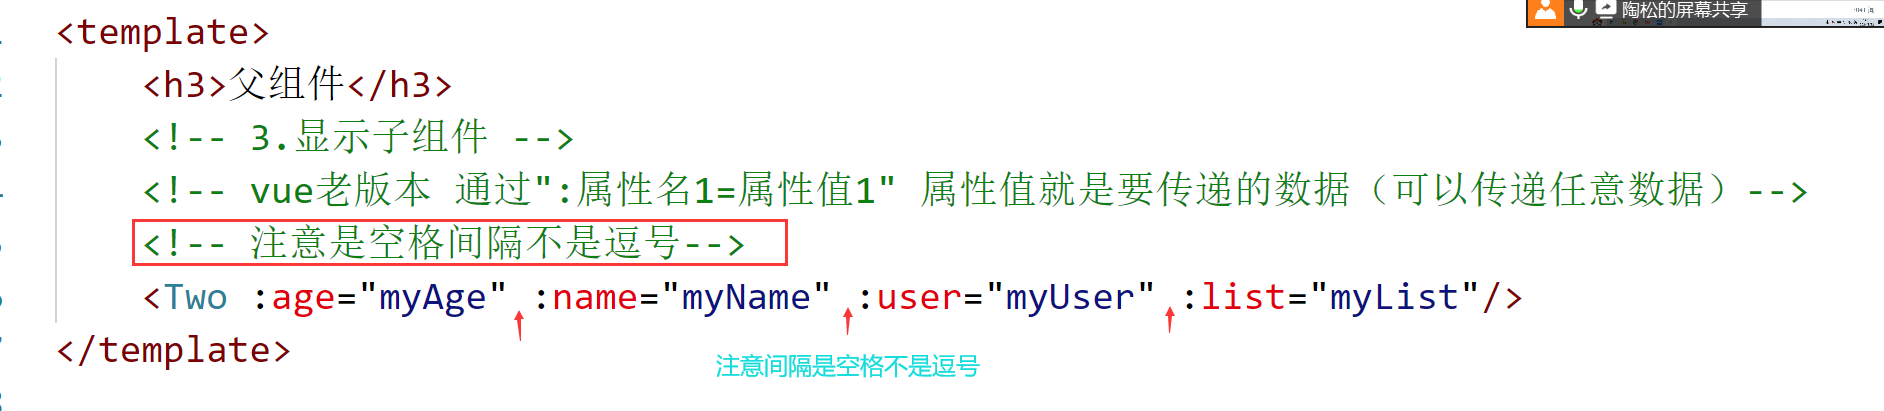 陶松的屏幕共享
<template>
<h3>父组件</h3>
<!-- 3.显示子组件 -->
<!-- vue老版本 通过":属性名1=属性值1" 属性值就是要传递的数据（可以传递任意数据）-->
<!-- 注意是空格间隔不是逗号-->
<Two :age="myAge" :name="myName" :user="myUser" :list="myList"/>
</template>
注意间隔是空格不是逗号